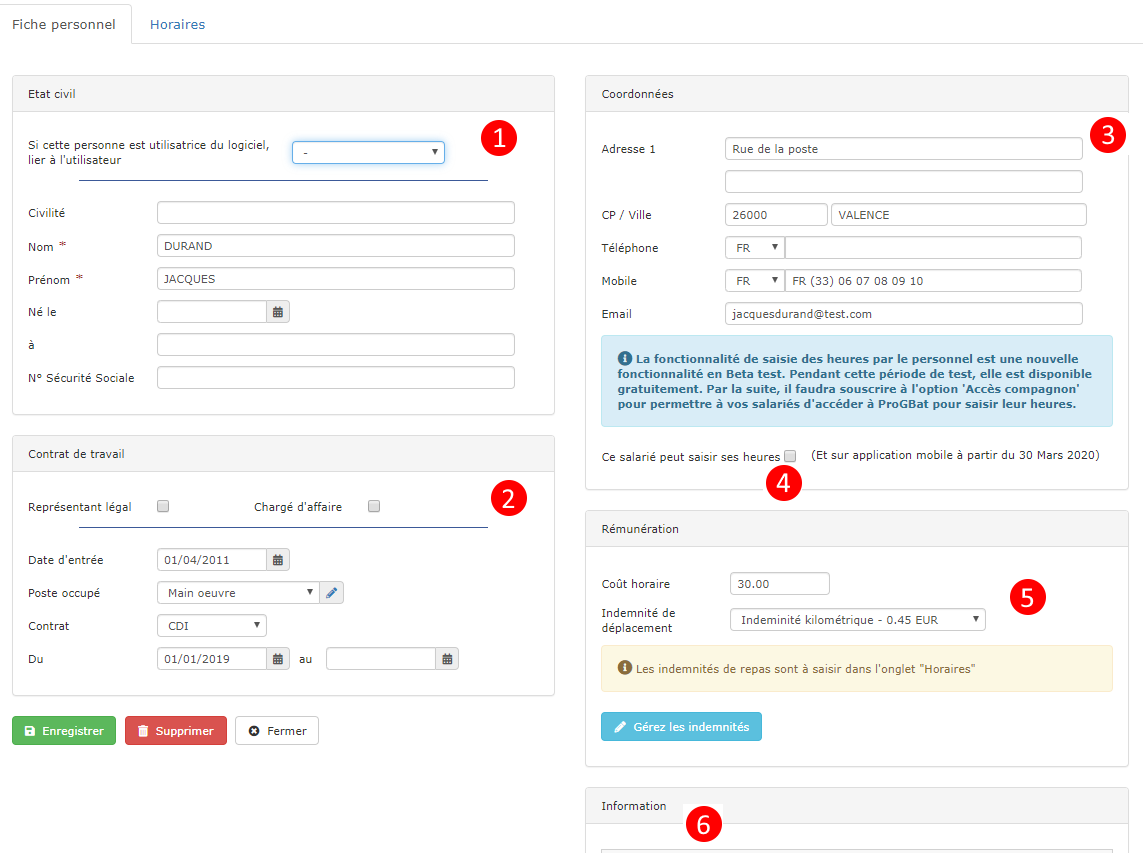 Fiche personnel
Horaires
Etat civil
1
Si cette personne est utilisatrice du logiciel,
lier à l'utilisateur
-
Civilité
Nom * DURAND
Prénom * JACQUES
Né le
à
N° Sécurité Sociale
Contrat de travail
2
Représentant légal
Chargé d'affaire
Date d'entrée 01/04/2011
Poste occupé Main oeuvre
Contrat CDI
Du 01/01/2019 au
Enregistrer
Supprimer
Fermer
Coordonnées
3
Adresse 1 Rue de la poste
CP / Ville 26000 VALENCE
Téléphone FR
Mobile FR FR (33) 06 07 08 09 10
Email jacquesdurand@test.com
La fonctionnalité de saisie des heures par le personnel est une nouvelle
fonctionnalité en Beta test. Pendant cette période de test, elle est disponible
gratuitement. Par la suite, il faudra souscrire à l'option 'Accès compagnon'
pour permettre à vos salariés d'accéder à ProGBat pour saisir leur heures.
Ce salarié peut saisir ses heures (Et sur application mobile à partir du 30 Mars 2020)
4
Rémunération
Coût horaire 30.00
5
Indemnité de
déplacement
Indeminité kilométrique - 0.45 EUR
Les indemnités de repas sont à saisir dans l'onglet "Horaires"
Gérez les indemnités
Information
6